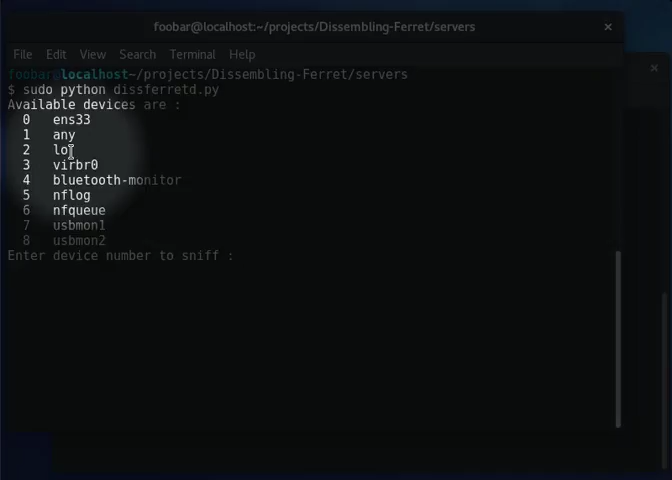 foobar@localhost:~/projects/Dissembling-Ferret/servers
File Edit View Search Terminal Help
foobar@localhost~/projects/Dissembling-Ferret/servers
$ sudo python dissferretd.py
Available devices are :
0 ens33
1 any
2 lo
3 virbr0
4 bluetooth-monitor
5 nflog
6 nfqueue
7 usbmon1
8 usbmon2
Enter device number to sniff :